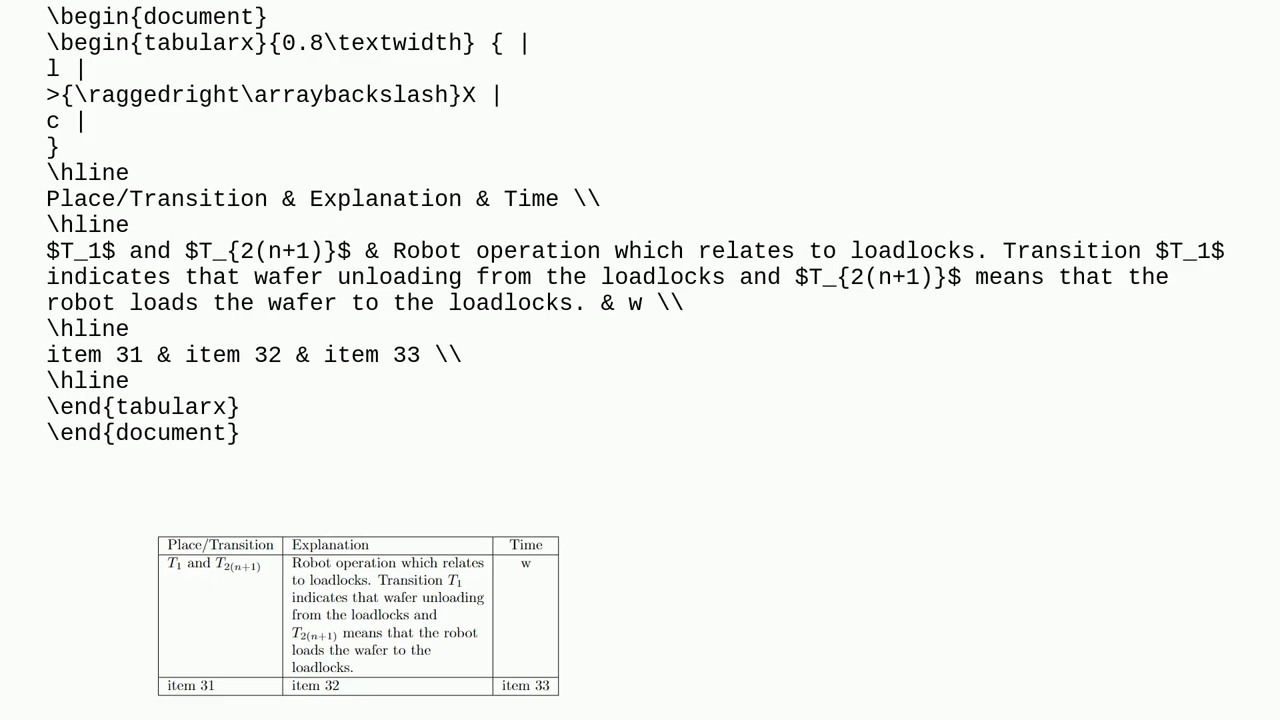 \begin{document}
\begin{tabularx}{0.8\textwidth} { |
l |
>{\raggedright\arraybackslash}X |
c |
}
\hline
Place/Transition & Explanation & Time \\
\hline
$T_1$ and $T_{2(n+1)}$ & Robot operation which relates to loadlocks. Transition $T_1$
indicates that wafer unloading from the loadlocks and $T_{2(n+1)}$ means that the
robot loads the wafer to the loadlocks. & w \\
\hline
item 31 & item 32 & item 33 \\
\hline
\end{tabularx}
\end{document}
Place/Transition Explanation Time
T1 and T2(n+1) Robot operation which relates w
to loadlocks. Transition T1
indicates that wafer unloading
from the loadlocks and
T2(n+1) means that the robot
loads the wafer to the
loadlocks.
item 31 item 32 item 33